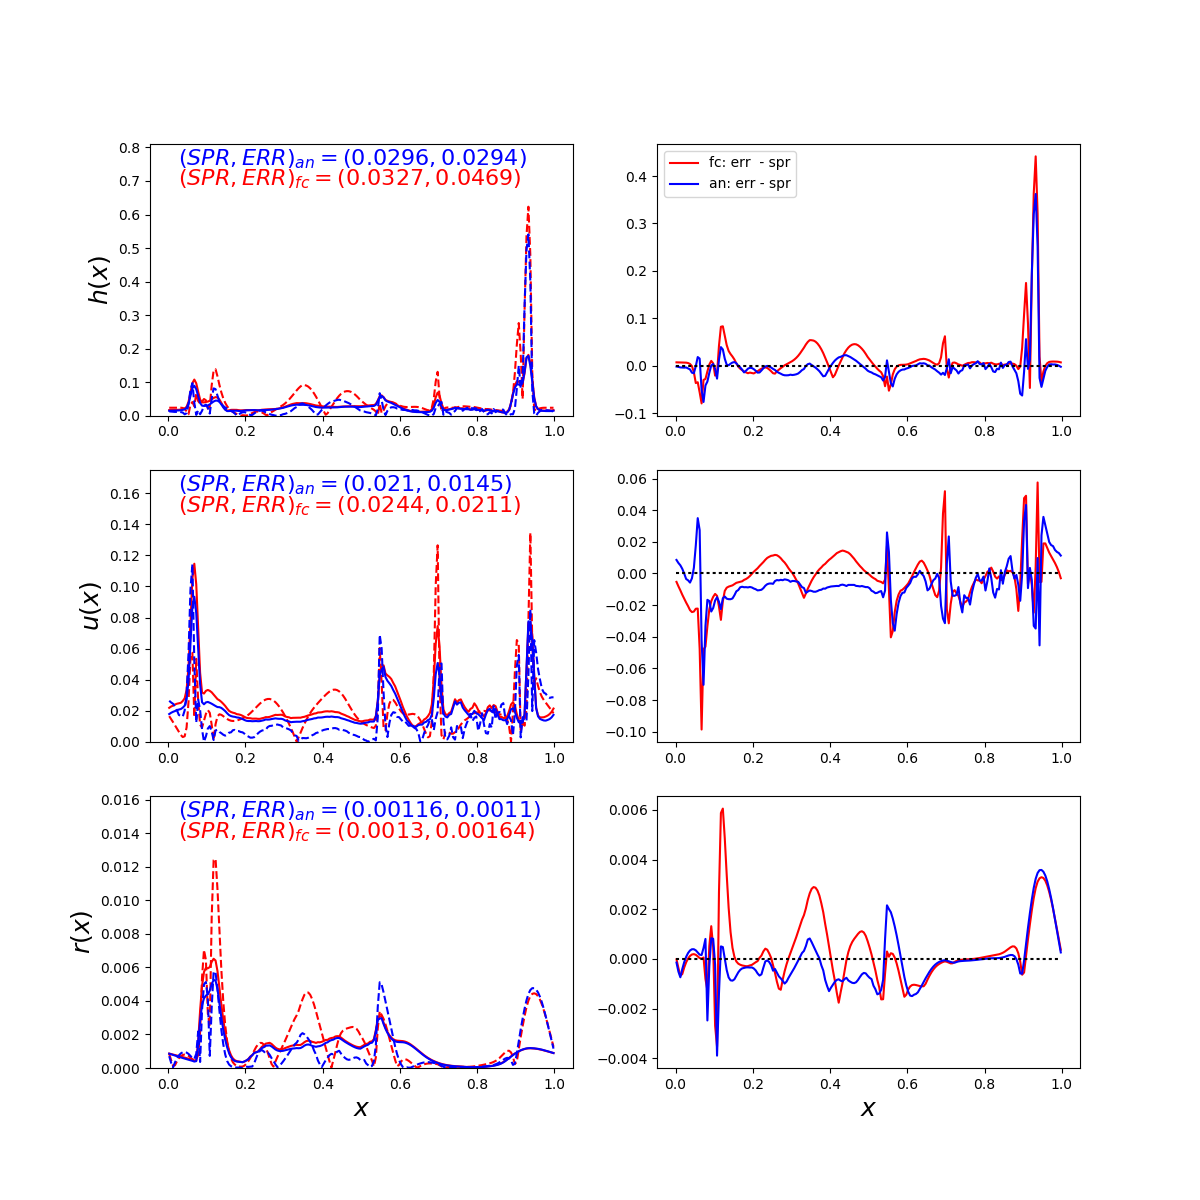 (SPR, ERR)an = (0.0296, 0.0294)
(SPR, ERR)fc = (0.0327, 0.0469)
h(x)
0.8
0.7
0.6
0.5
0.4
0.3
0.2
0.1
0.0
0.0 0.2 0.4 0.6 0.8 1.0
fc: err - spr
an: err - spr
0.4
0.3
0.2
0.1
0.0
−0.1
0.0 0.2 0.4 0.6 0.8 1.0
(SPR, ERR)an = (0.021, 0.0145)
(SPR, ERR)fc = (0.0244, 0.0211)
u(x)
0.16
0.14
0.12
0.10
0.08
0.06
0.04
0.02
0.00
0.0 0.2 0.4 0.6 0.8 1.0
0.06
0.04
0.02
0.00
−0.02
−0.04
−0.06
−0.08
−0.10
0.0 0.2 0.4 0.6 0.8 1.0
(SPR, ERR)an = (0.00116, 0.0011)
(SPR, ERR)fc = (0.0013, 0.00164)
r(x)
0.016
0.014
0.012
0.010
0.008
0.006
0.004
0.002
0.000
0.0 0.2 0.4 0.6 0.8 1.0
x
0.006
0.004
0.002
0.000
−0.002
−0.004
0.0 0.2 0.4 0.6 0.8 1.0
x